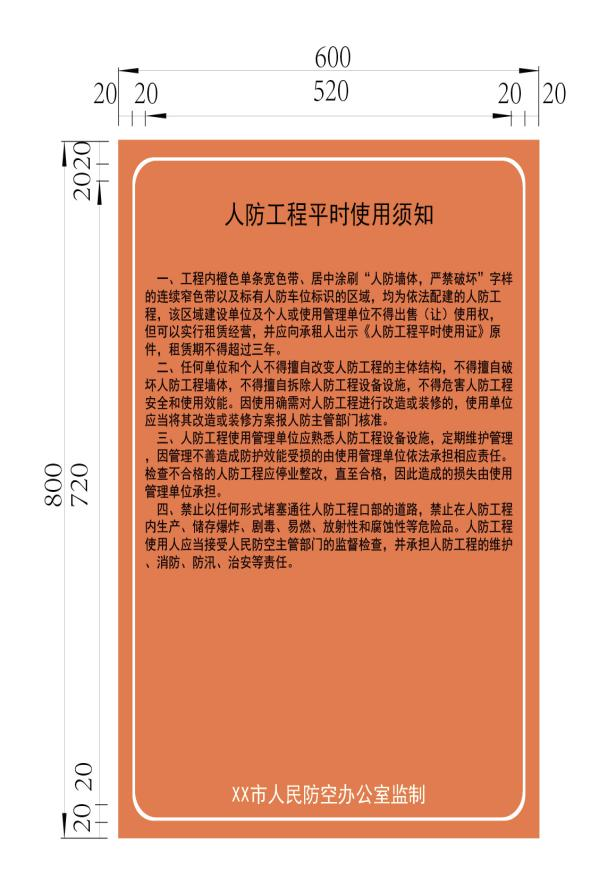 600
20 20 520 20 20
20
20
人防工程平时使用须知
一、工程内橙色单条宽色带、居中涂刷“人防墙体，严禁破坏”字样
的连续窄色带以及标有人防车位标识的区域，均为依法配建的人防工
程，该区域建设单位及个人或使用管理单位不得出售（让）使用权，
但可以实行租赁经营，并应向承租人出示《人防工程平时使用证》原
件，租赁期不得超过三年。
二、任何单位和个人不得擅自改变人防工程的主体结构，不得擅自破
坏人防工程墙体，不得擅自拆除人防工程设备设施，不得危害人防工程
安全和使用效能。因使用确需对人防工程进行改造或装修的，使用单位
应当将其改造或装修方案报人防主管部门核准。
三、人防工程使用管理单位应熟悉人防工程设备设施，定期维护管理
，因管理不善造成防护效能受损的由使用管理单位依法承担相应责任。
检查不合格的人防工程应停业整改，直至合格，因此造成的损失由使用
管理单位承担。
四、禁止以任何形式堵塞通往人防工程口部的道路，禁止在人防工程
内生产、储存爆炸、剧毒、易燃、放射性和腐蚀性等危险品。人防工程
使用人应当接受人民防空主管部门的监督检查，并承担人防工程的维护
、消防、防汛、治安等责任。
800
720
20
20
XX市人民防空办公室监制